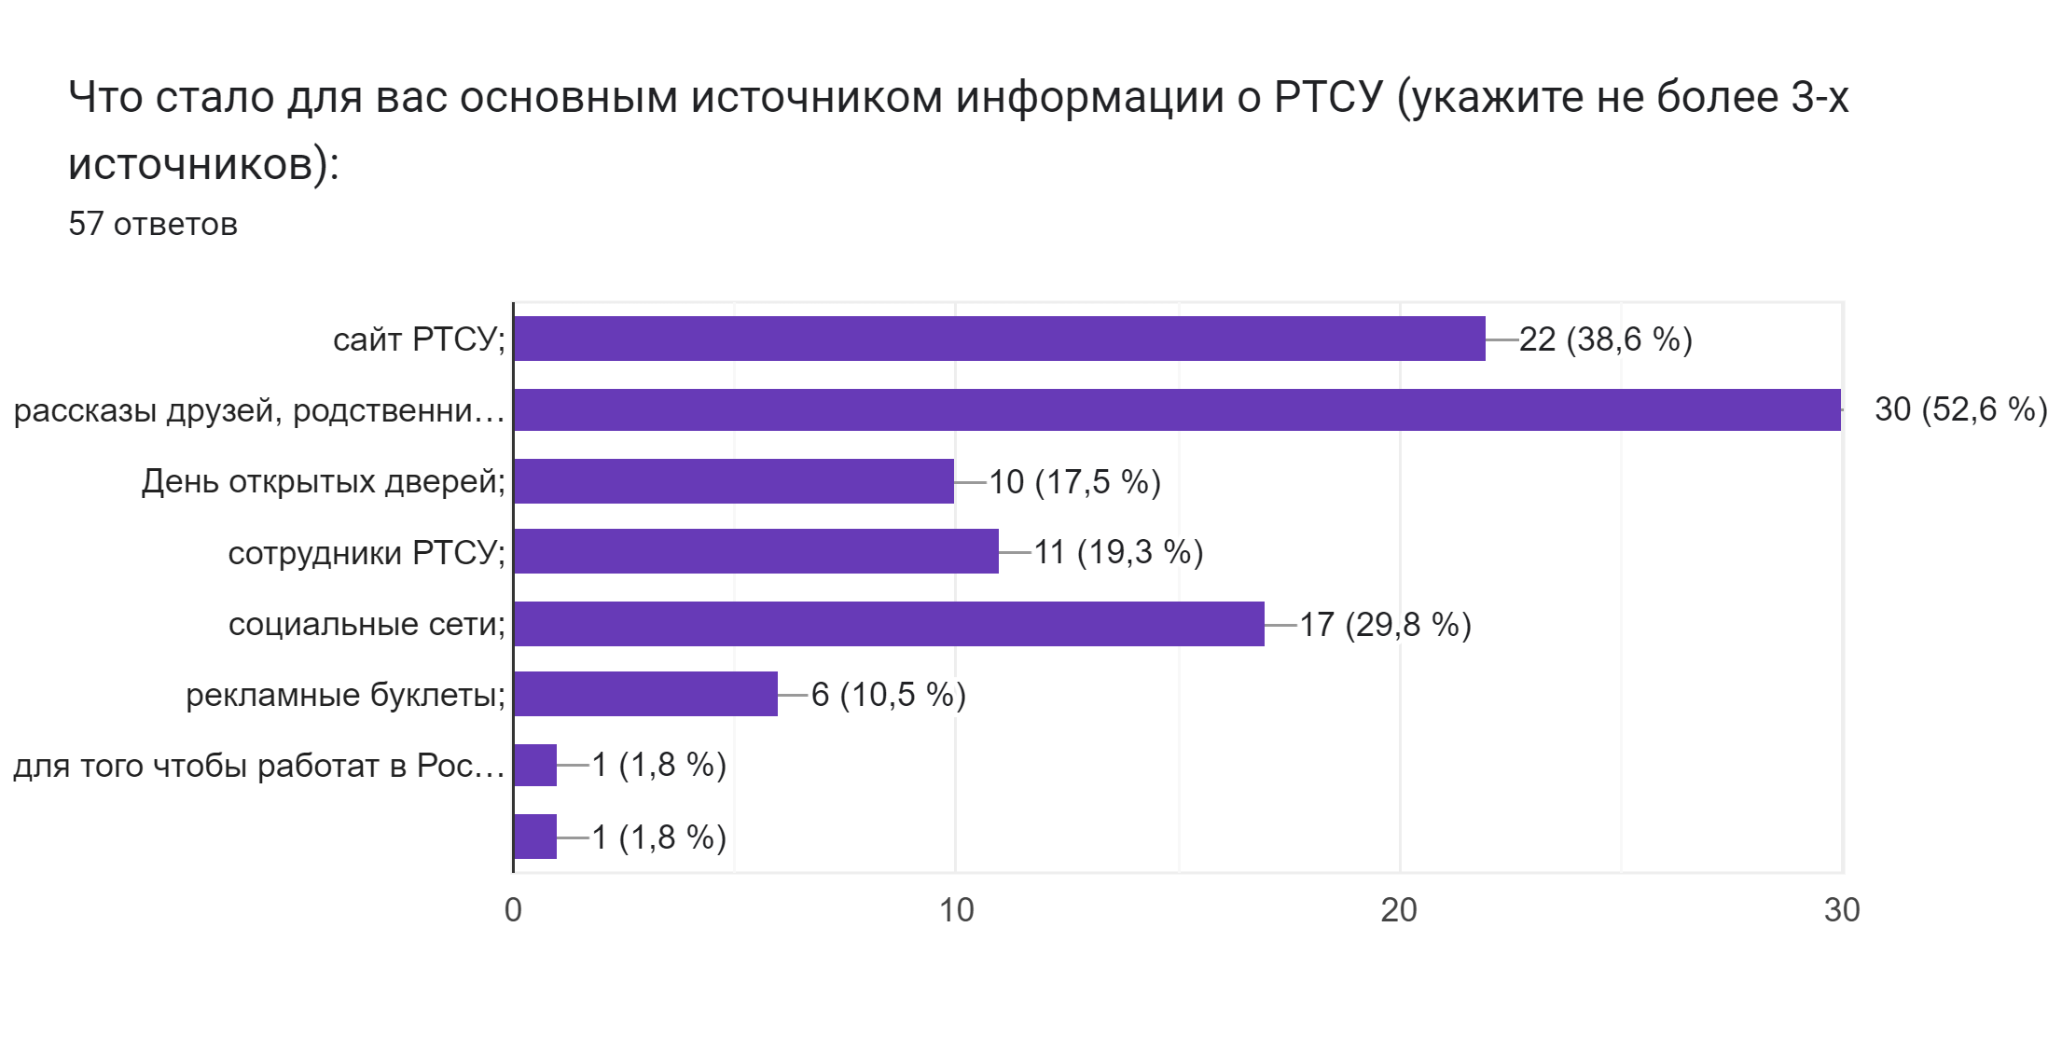 Что стало для вас основным источником информации о РТСУ (укажите не более 3-х
источников):
57 ответов
сайт РТСУ; 22 (38,6 %)
рассказы друзей, родственни… 30 (52,6 %)
День открытых дверей; 10 (17,5 %)
сотрудники РТСУ; 11 (19,3 %)
социальные сети; 17 (29,8 %)
рекламные буклеты; 6 (10,5 %)
для того чтобы работат в Рос… 1 (1,8 %)
1 (1,8 %)
0 10 20 30